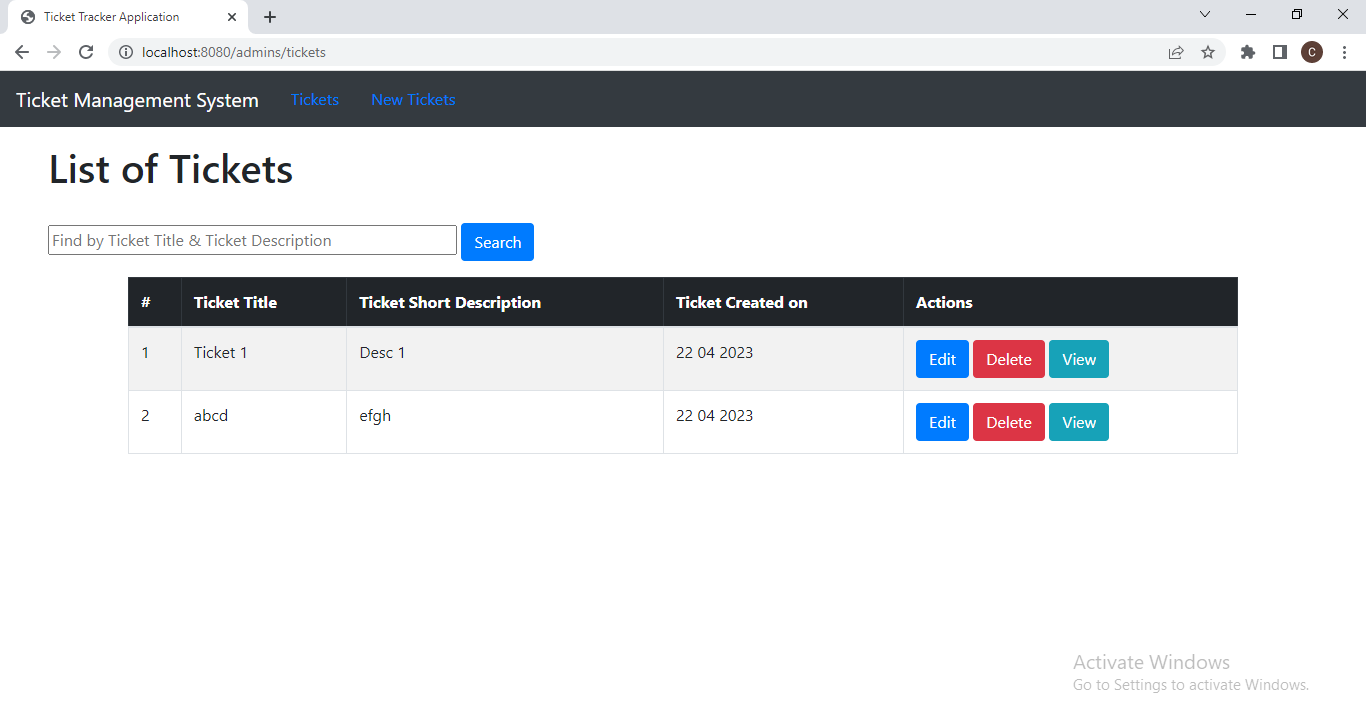 Ticket Tracker Application
localhost:8080/admins/tickets
C
Ticket Management System Tickets New Tickets
List of Tickets
Find by Ticket Title & Ticket Description Search
# Ticket Title Ticket Short Description Ticket Created on Actions
1 Ticket 1 Desc 1 22 04 2023 Edit Delete View
2 abcd efgh 22 04 2023 Edit Delete View
Activate Windows
Go to Settings to activate Windows.